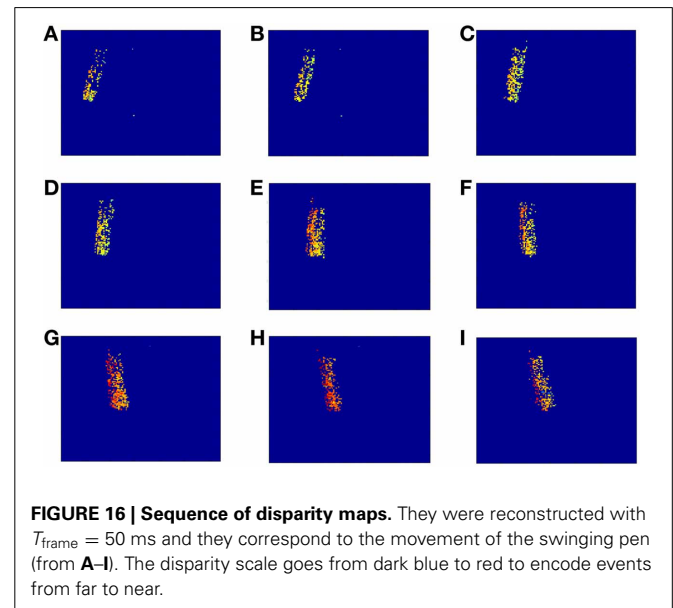 A
B
C
D
E
F
G
H
I
FIGURE 16 | Sequence of disparity maps. They were reconstructed with
Tframe = 50 ms and they correspond to the movement of the swinging pen
(from A–I). The disparity scale goes from dark blue to red to encode events
from far to near.